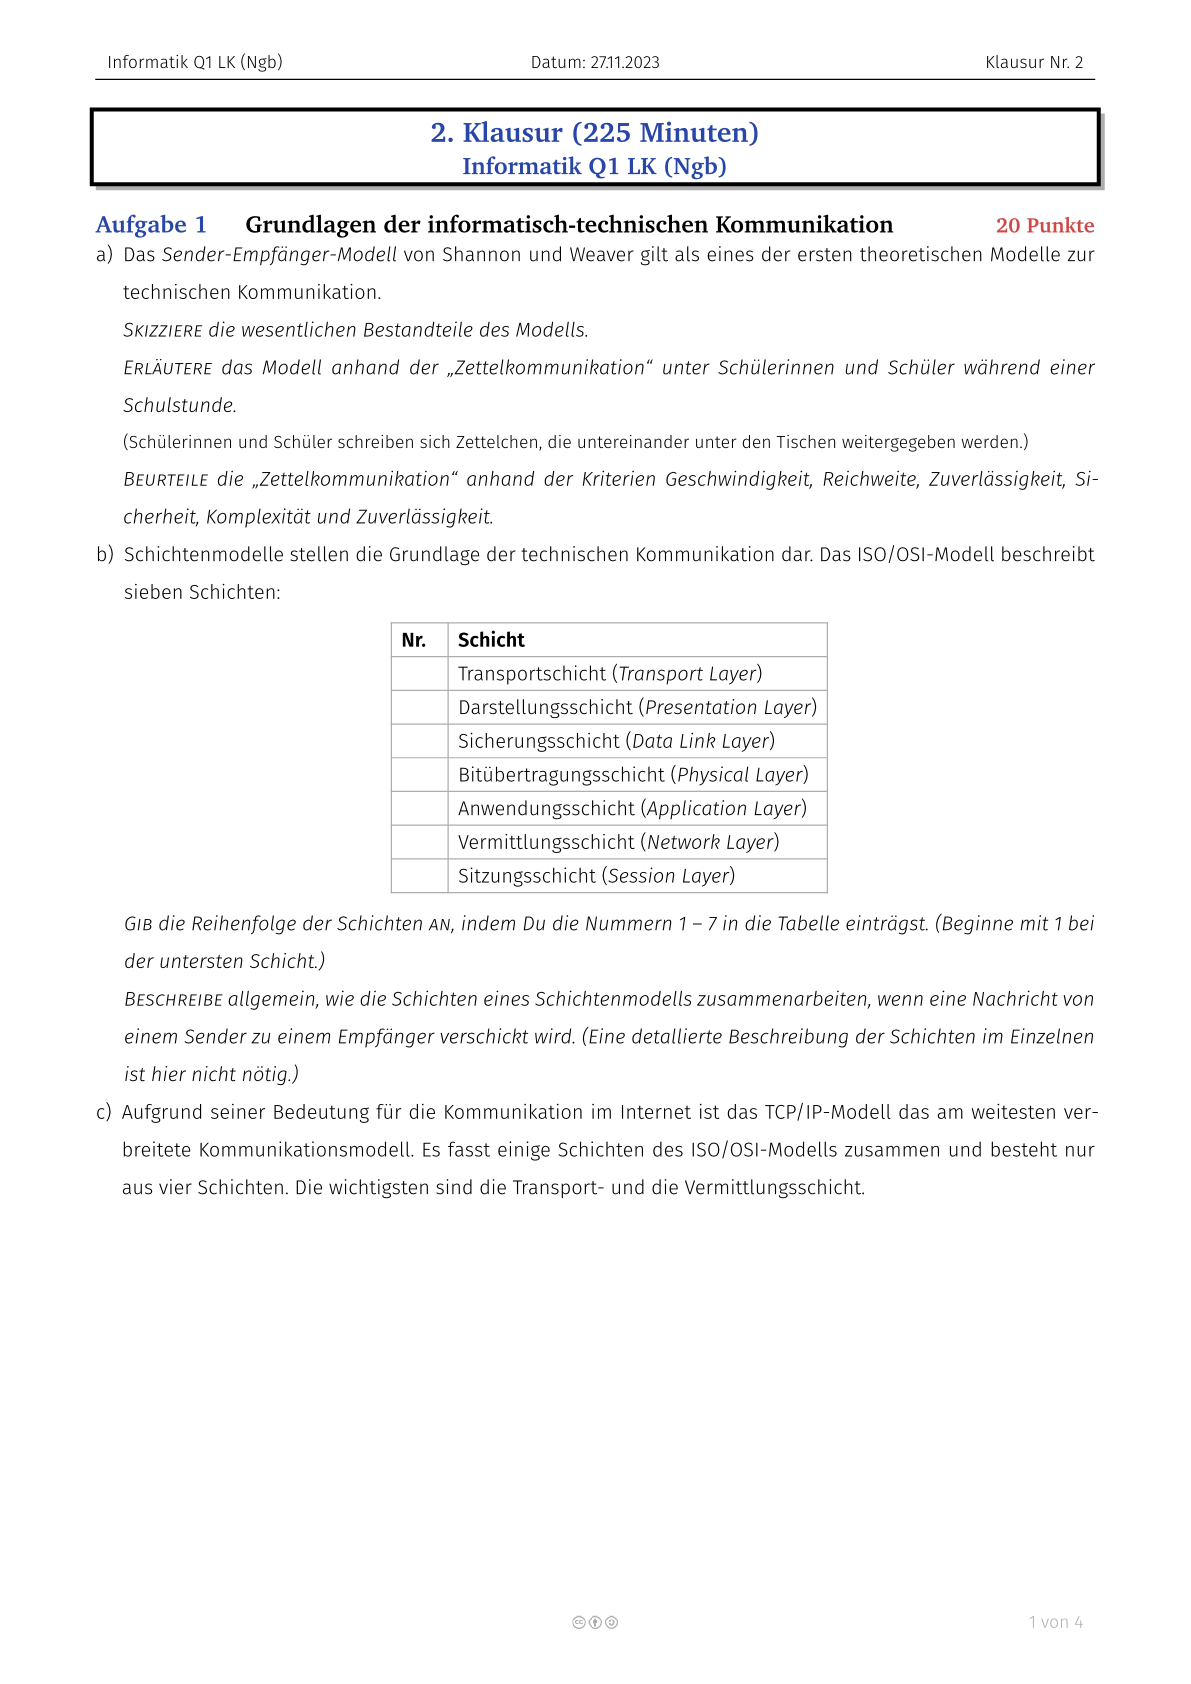 Informatik Q1 LK (Ngb) Datum: 27.11.2023 Klausur Nr. 2
2. Klausur (225 Minuten)
Informatik Q1 LK (Ngb)
Aufgabe 1 Grundlagen der informatisch-technischen Kommunikation 20 Punkte
a) Das Sender-Empfänger-Modell von Shannon und Weaver gilt als eines der ersten theoretischen Modelle zur
technischen Kommunikation.
SKIZZIERE die wesentlichen Bestandteile des Modells.
ERLÄUTERE das Modell anhand der „Zettelkommunikation“ unter Schülerinnen und Schüler während einer
Schulstunde.
(Schülerinnen und Schüler schreiben sich Zettelchen, die untereinander unter den Tischen weitergegeben werden.)
BEURTEILE die „Zettelkommunikation“ anhand der Kriterien Geschwindigkeit, Reichweite, Zuverlässigkeit, Si-
cherheit, Komplexität und Zuverlässigkeit.
b) Schichtenmodelle stellen die Grundlage der technischen Kommunikation dar. Das ISO/OSI-Modell beschreibt
sieben Schichten:
Nr. Schicht
Transportschicht (Transport Layer)
Darstellungsschicht (Presentation Layer)
Sicherungsschicht (Data Link Layer)
Bitübertragungsschicht (Physical Layer)
Anwendungsschicht (Application Layer)
Vermittlungsschicht (Network Layer)
Sitzungsschicht (Session Layer)
GIB die Reihenfolge der Schichten AN, indem Du die Nummern 1 – 7 in die Tabelle einträgst. (Beginne mit 1 bei
der untersten Schicht.)
BESCHREIBE allgemein, wie die Schichten eines Schichtenmodells zusammenarbeiten, wenn eine Nachricht von
einem Sender zu einem Empfänger verschickt wird. (Eine detallierte Beschreibung der Schichten im Einzelnen
ist hier nicht nötig.)
c) Aufgrund seiner Bedeutung für die Kommunikation im Internet ist das TCP/IP-Modell das am weitesten ver-
breitete Kommunikationsmodell. Es fasst einige Schichten des ISO/OSI-Modells zusammen und besteht nur
aus vier Schichten. Die wichtigsten sind die Transport- und die Vermittlungsschicht.
1 von 4